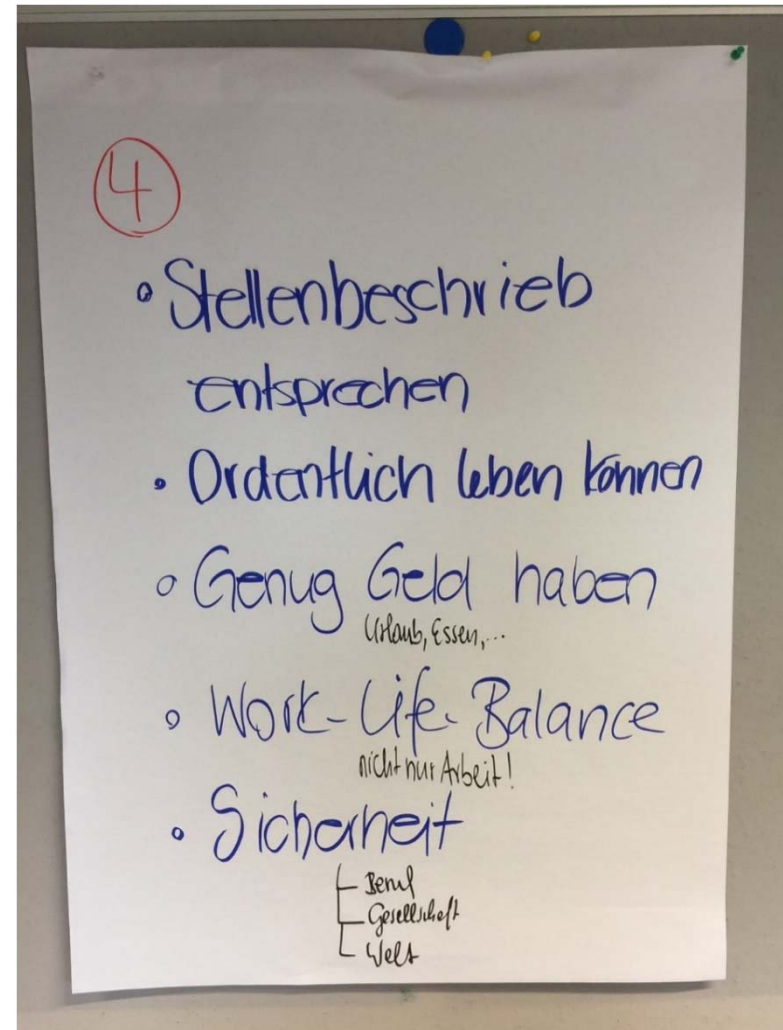 4
• Stellenbeschrieb
entsprechen
• Ordentlich leben können
• Genug Geld haben
Urlaub, Essen, ...
• Work-Life-Balance
nicht nur Arbeit!
• Sicherheit
Beruf
Gesellschaft
Welt